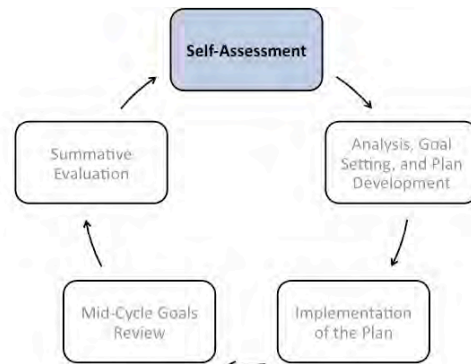 Self-Assessment
Analysis, Goal
Setting, and Plan
Development
Implementation
of the Plan
Mid-Cycle Goals
Review
Summative
Evaluation